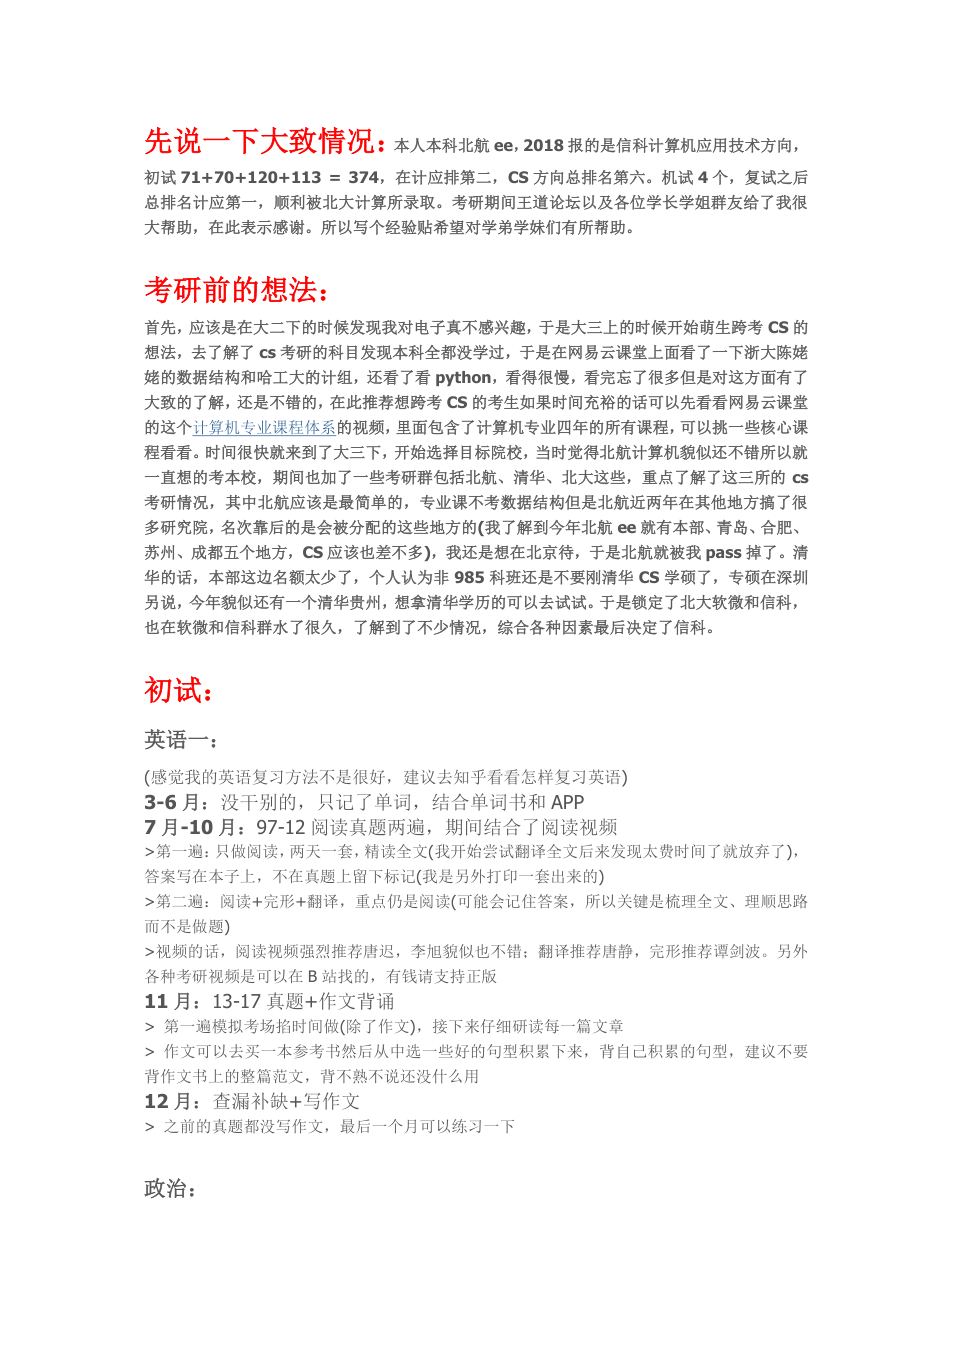 先说一下大致情况：本人本科北航 ee，2018 报的是信科计算机应用技术方向，
初试 71+70+120+113 = 374，在计应排第二，CS 方向总排名第六。机试 4 个，复试之后
总排名计应第一，顺利被北大计算所录取。考研期间王道论坛以及各位学长学姐群友给了我很
大帮助，在此表示感谢。所以写个经验贴希望对学弟学妹们有所帮助。
考研前的想法：
首先，应该是在大二下的时候发现我对电子真不感兴趣，于是大三上的时候开始萌生跨考 CS 的
想法，去了解了 cs 考研的科目发现本科全都没学过，于是在网易云课堂上面看了一下浙大陈姥
姥的数据结构和哈工大的计组，还看了看 python，看得很慢，看完忘了很多但是对这方面有了
大致的了解，还是不错的，在此推荐想跨考 CS 的考生如果时间充裕的话可以先看看网易云课堂
的这个计算机专业课程体系的视频，里面包含了计算机专业四年的所有课程，可以挑一些核心课
程看看。时间很快就来到了大三下，开始选择目标院校，当时觉得北航计算机貌似还不错所以就
一直想的考本校，期间也加了一些考研群包括北航、清华、北大这些，重点了解了这三所的 cs
考研情况，其中北航应该是最简单的，专业课不考数据结构但是北航近两年在其他地方搞了很
多研究院，名次靠后的是会被分配的这些地方的(我了解到今年北航 ee 就有本部、青岛、合肥、
苏州、成都五个地方，CS 应该也差不多)，我还是想在北京待，于是北航就被我 pass 掉了。清
华的话，本部这边名额太少了，个人认为非 985 科班还是不要刚清华 CS 学硕了，专硕在深圳
另说，今年貌似还有一个清华贵州，想拿清华学历的可以去试试。于是锁定了北大软微和信科，
也在软微和信科群水了很久，了解到了不少情况，综合各种因素最后决定了信科。
初试：
英语一：
(感觉我的英语复习方法不是很好，建议去知乎看看怎样复习英语)
3-6 月：没干别的，只记了单词，结合单词书和 APP
7 月-10 月：97-12 阅读真题两遍，期间结合了阅读视频
>第一遍：只做阅读，两天一套，精读全文(我开始尝试翻译全文后来发现太费时间了就放弃了)，
答案写在本子上，不在真题上留下标记(我是另外打印一套出来的)
>第二遍：阅读+完形+翻译，重点仍是阅读(可能会记住答案，所以关键是梳理全文、理顺思路
而不是做题)
>视频的话，阅读视频强烈推荐唐迟，李旭貌似也不错；翻译推荐唐静，完形推荐谭剑波。另外
各种考研视频是可以在 B 站找的，有钱请支持正版
11 月：13-17 真题+作文背诵
> 第一遍模拟考场掐时间做(除了作文)，接下来仔细研读每一篇文章
> 作文可以去买一本参考书然后从中选一些好的句型积累下来，背自己积累的句型，建议不要
背作文书上的整篇范文，背不熟不说还没什么用
12 月：查漏补缺+写作文
> 之前的真题都没写作文，最后一个月可以练习一下
政治：